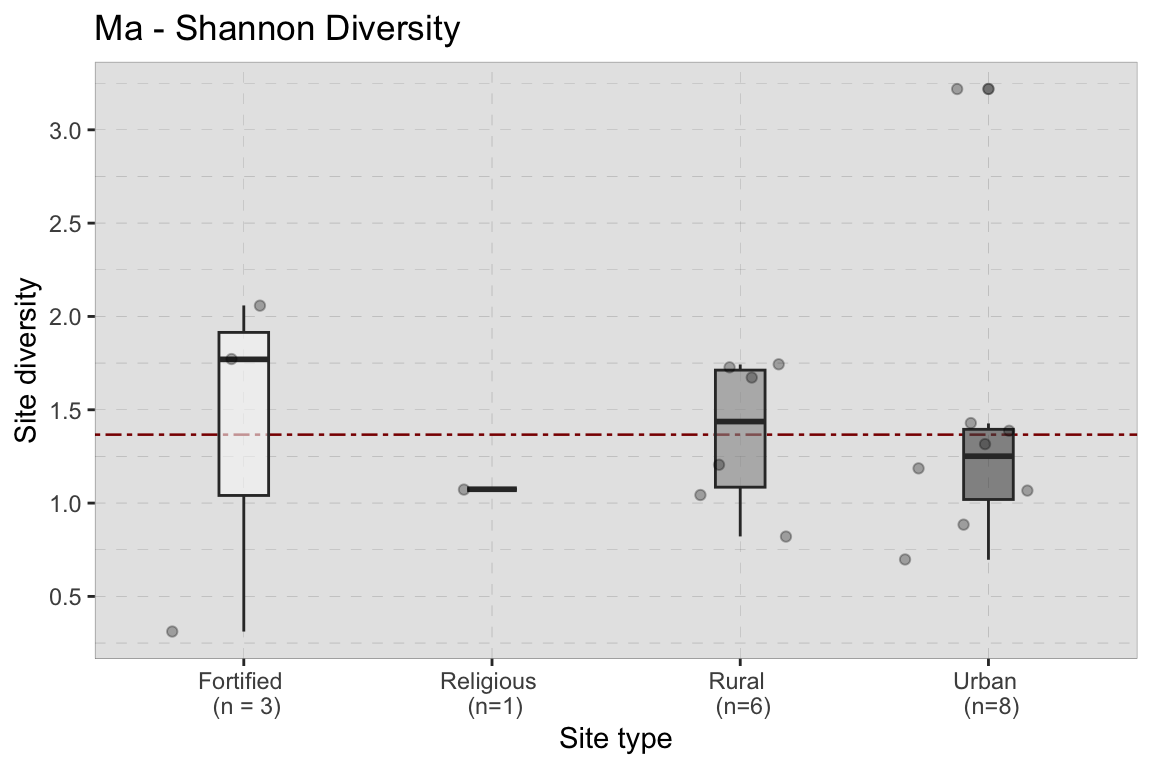 Ma - Shannon Diversity
Site diversity
3.0
2.5
2.0
1.5
1.0
0.5
Fortified
(n = 3)
Religious
(n=1)
Rural
(n=6)
Urban
(n=8)
Site type